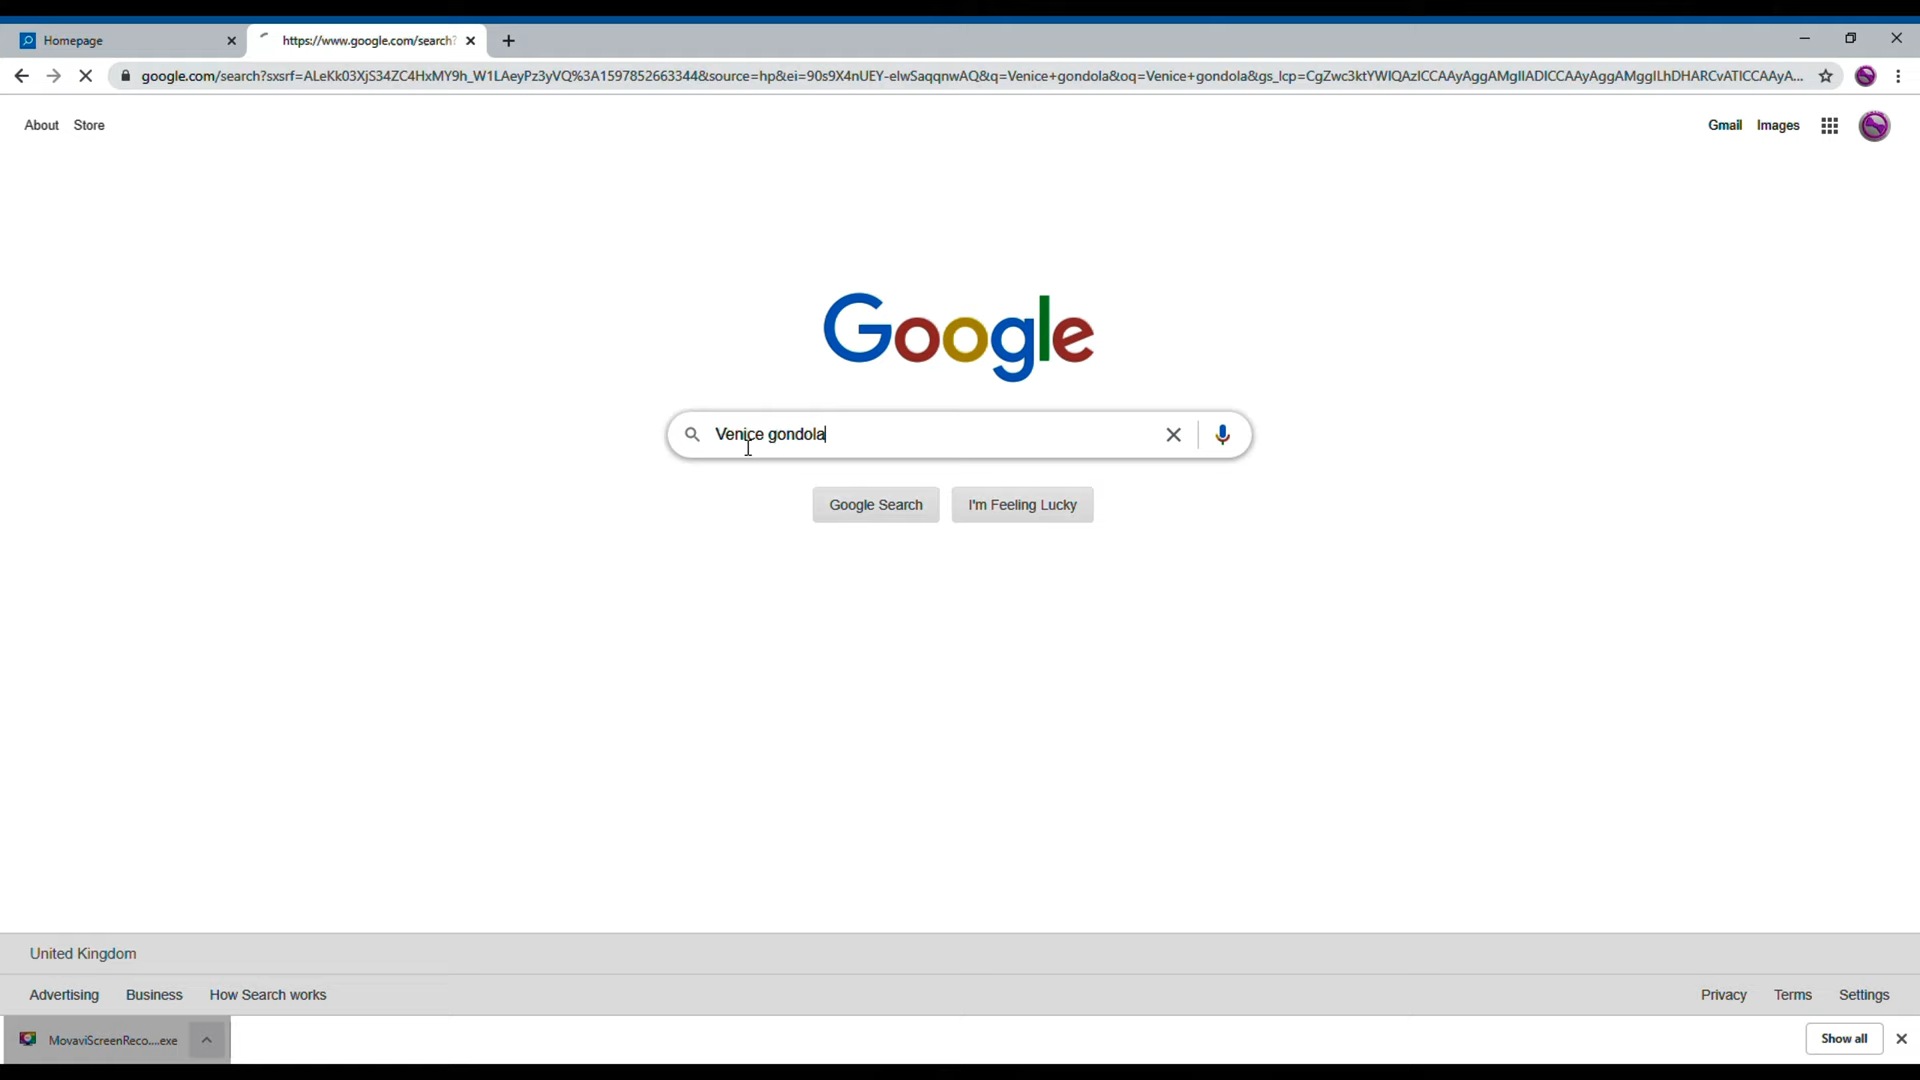 Homepage
https://www.google.com/search?
google.com/search?sxsrf=ALeKk03XjS34ZC4HxMY9h_W1LAeyPz3yVQ%3A1597852663344&source=hp&ei=90s9X4nUEY-elwSaqqnwAQ&q=Venice+gondola&oq=Venice+gondola&gs_lcp=CgZwc3ktYWIQAzICCAAyAggAMgIIADICCAAyAggAMggILhDHARCvATICCAAyA...
About Store
Gmail Images
Google
Venice gondola
Google Search I'm Feeling Lucky
United Kingdom
Advertising Business How Search works
Privacy Terms Settings
MovaviScreenReco....exe
Show all